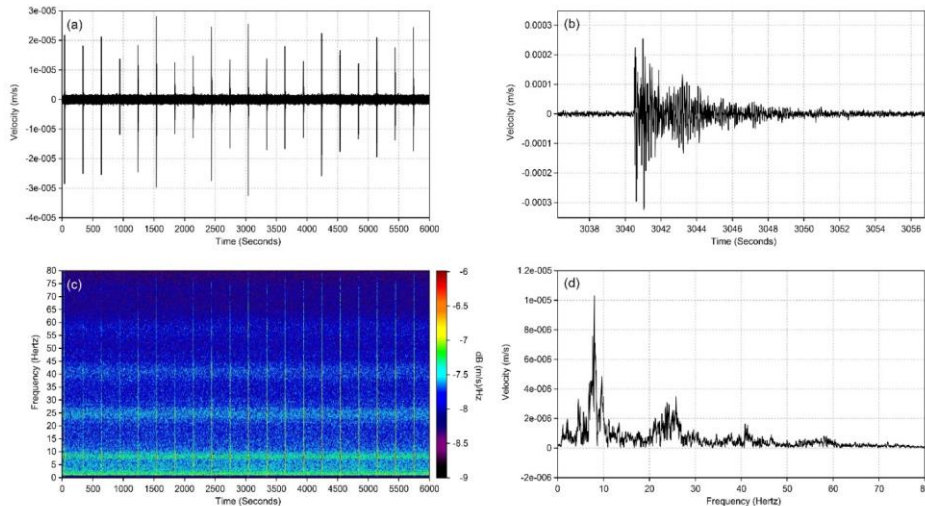 (a)
3e-005
2e-005
1e-005
0
-1e-005
-2e-005
-3e-005
-4e-005
Velocity (m/s)
0 500 1000 1500 2000 2500 3000 3500 4000 4500 5000 5500 6000
Time (Seconds)
(b)
0.0003
0.0002
0.0001
0
-0.0001
-0.0002
-0.0003
Velocity (m/s)
3038 3040 3042 3044 3046 3048 3050 3052 3054 3056
Time (Seconds)
(c)
80
75
70
65
60
55
50
45
40
35
30
25
20
15
10
5
0
Frequency (Hertz)
0 500 1000 1500 2000 2500 3000 3500 4000 4500 5000 5500 6000
Time (Seconds)
-6
-6.5
-7
-7.5
-8
-8.5
-9
dB (m/s)/Hz
(d)
1.2e-005
1e-005
8e-006
6e-006
4e-006
2e-006
0
-2e-006
Velocity (m/s)
0 10 20 30 40 50 60 70 80
Frequency (Hertz)